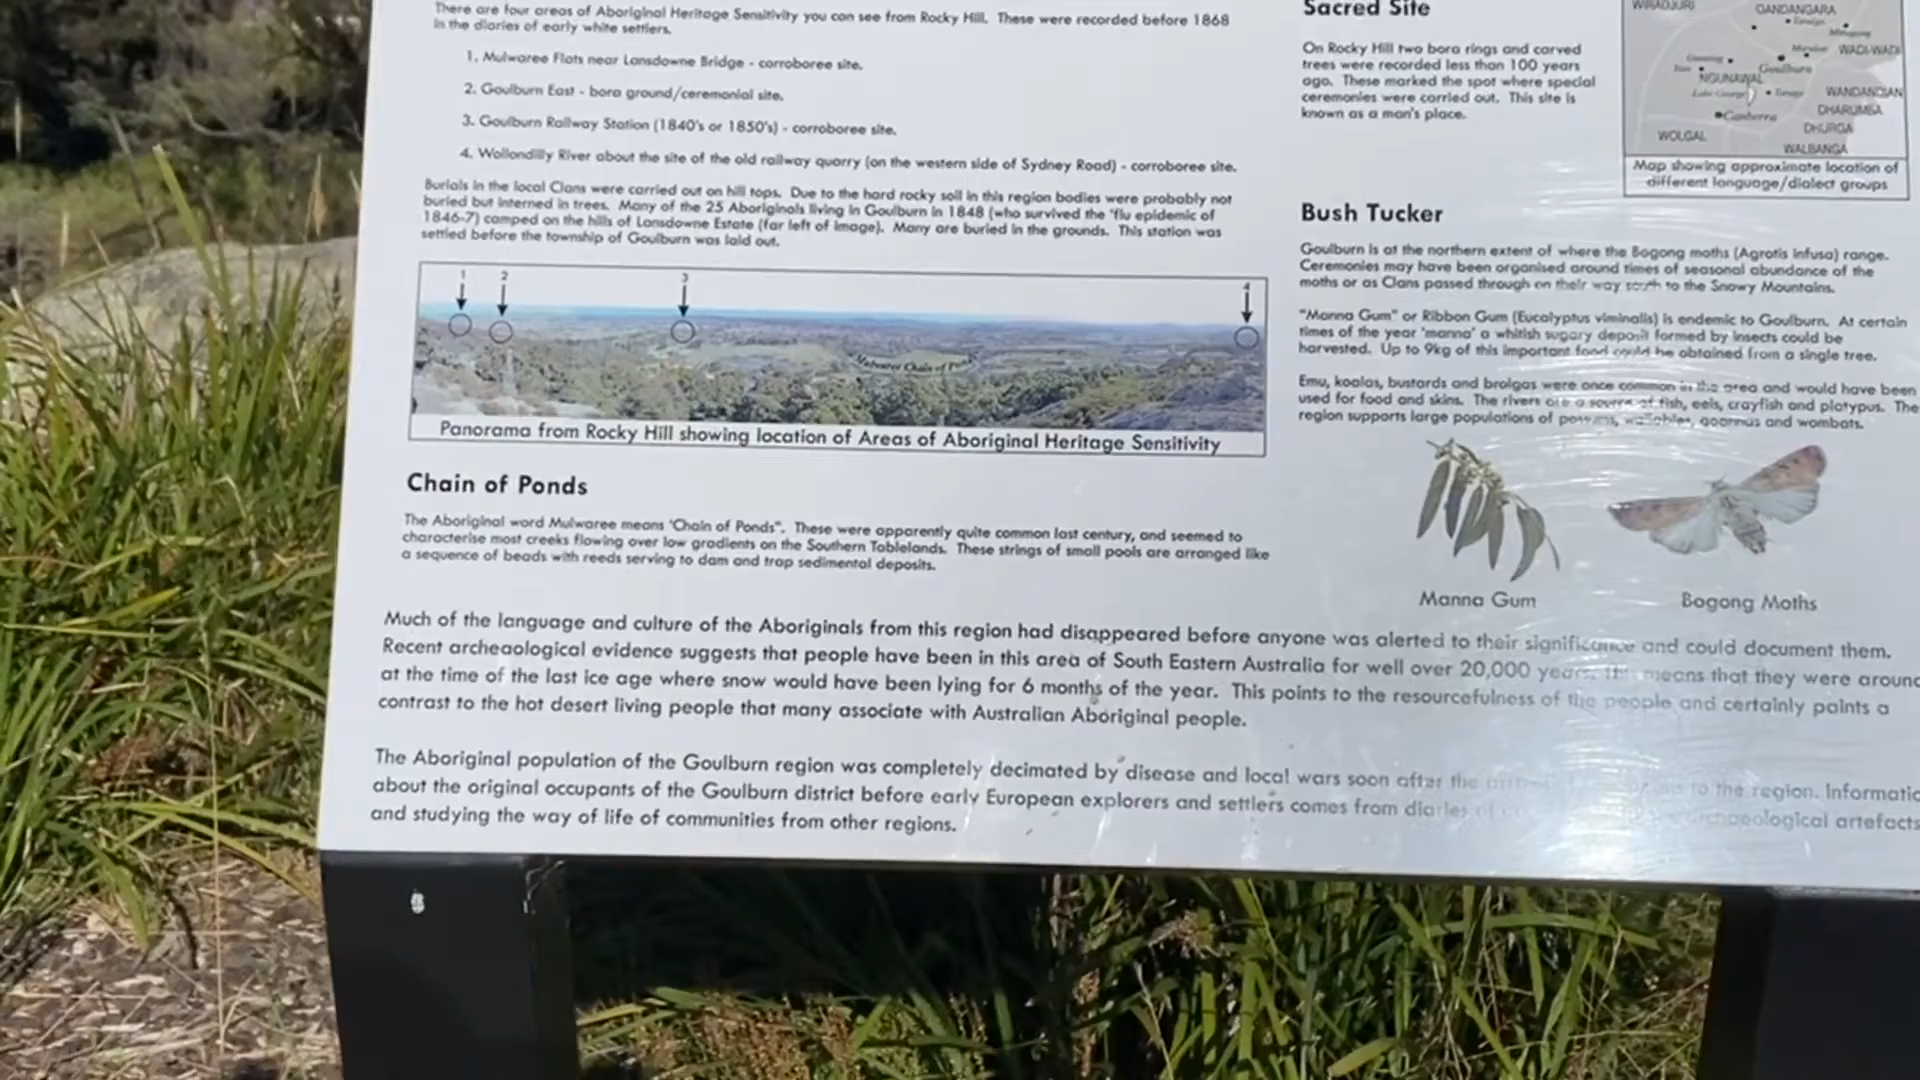 There are four areas of Aboriginal Heritage Sensitivity you can see from Rocky Hill. These were recorded before 1868
in the diaries of early white settlers.
1. Mulwaree Flats near Lansdowne Bridge - corroboree site.
2. Goulburn East - bora ground/ceremonial site.
3. Goulburn Railway Station (1840's or 1850's) - corroboree site.
4. Wollondilly River about the site of the old railway quarry (on the western side of Sydney Road) - corroboree site.
Burials in the local Clans were carried out on hill tops. Due to the hard rocky soil in this region bodies were probably not
buried but interned in trees. Many of the 25 Aboriginals living in Goulburn in 1848 (who survived the 'flu epidemic of
1846-7) camped on the hills of Lansdowne Estate (far left of image). Many are buried in the grounds. This station was
settled before the township of Goulburn was laid out.
1 2 3 4
Mulwaree Chain of Ponds
Panorama from Rocky Hill showing location of Areas of Aboriginal Heritage Sensitivity
Chain of Ponds
The Aboriginal word Mulwaree means 'Chain of Ponds". These were apparently quite common last century, and seemed to
characterise most creeks flowing over low gradients on the Southern Tablelands. These strings of small pools are arranged like
a sequence of beads with reeds serving to dam and trap sedimental deposits.
Sacred Site
On Rocky Hill two bora rings and carved
trees were recorded less than 100 years
ago. These marked the spot where special
ceremonies were carried out. This site is
known as a man's place.
WIRADJURI
GANDANGARA
Taralga
Mittagong
Marulan
WADI-WADI
Gunning
Yass
Goulburn
NGUNAWAL
Lake George
Tarago
WANDANDIAN
DHARUMBA
Canberra
DHURGA
WOLGAL
WALBANGA
Map showing approximate location of
different language/dialect groups
Bush Tucker
Goulburn is at the northern extent of where the Bogong moths (Agrotis infusa) range.
Ceremonies may have been organised around times of seasonal abundance of the
moths or as Clans passed through on their way south to the Snowy Mountains.
"Manna Gum" or Ribbon Gum (Eucalyptus viminalis) is endemic to Goulburn. At certain
times of the year 'manna' a whitish sugary deposit formed by insects could be
harvested. Up to 9kg of this important food could be obtained from a single tree.
Emu, koalas, bustards and brolgas were once common in the area and would have been
used for food and skins. The rivers are a source of fish, eels, crayfish and platypus. The
region supports large populations of possums, wallabies, goannas and wombats.
Manna Gum
Bogong Moths
Much of the language and culture of the Aboriginals from this region had disappeared before anyone was alerted to their significance and could document them.
Recent archeaological evidence suggests that people have been in this area of South Eastern Australia for well over 20,000 years. This means that they were around
at the time of the last ice age where snow would have been lying for 6 months of the year. This points to the resourcefulness of the people and certainly paints a
contrast to the hot desert living people that many associate with Australian Aboriginal people.
The Aboriginal population of the Goulburn region was completely decimated by disease and local wars soon after the to the region. Informatio
about the original occupants of the Goulburn district before early European explorers and settlers comes from diaries of archaeological artefacts
and studying the way of life of communities from other regions.